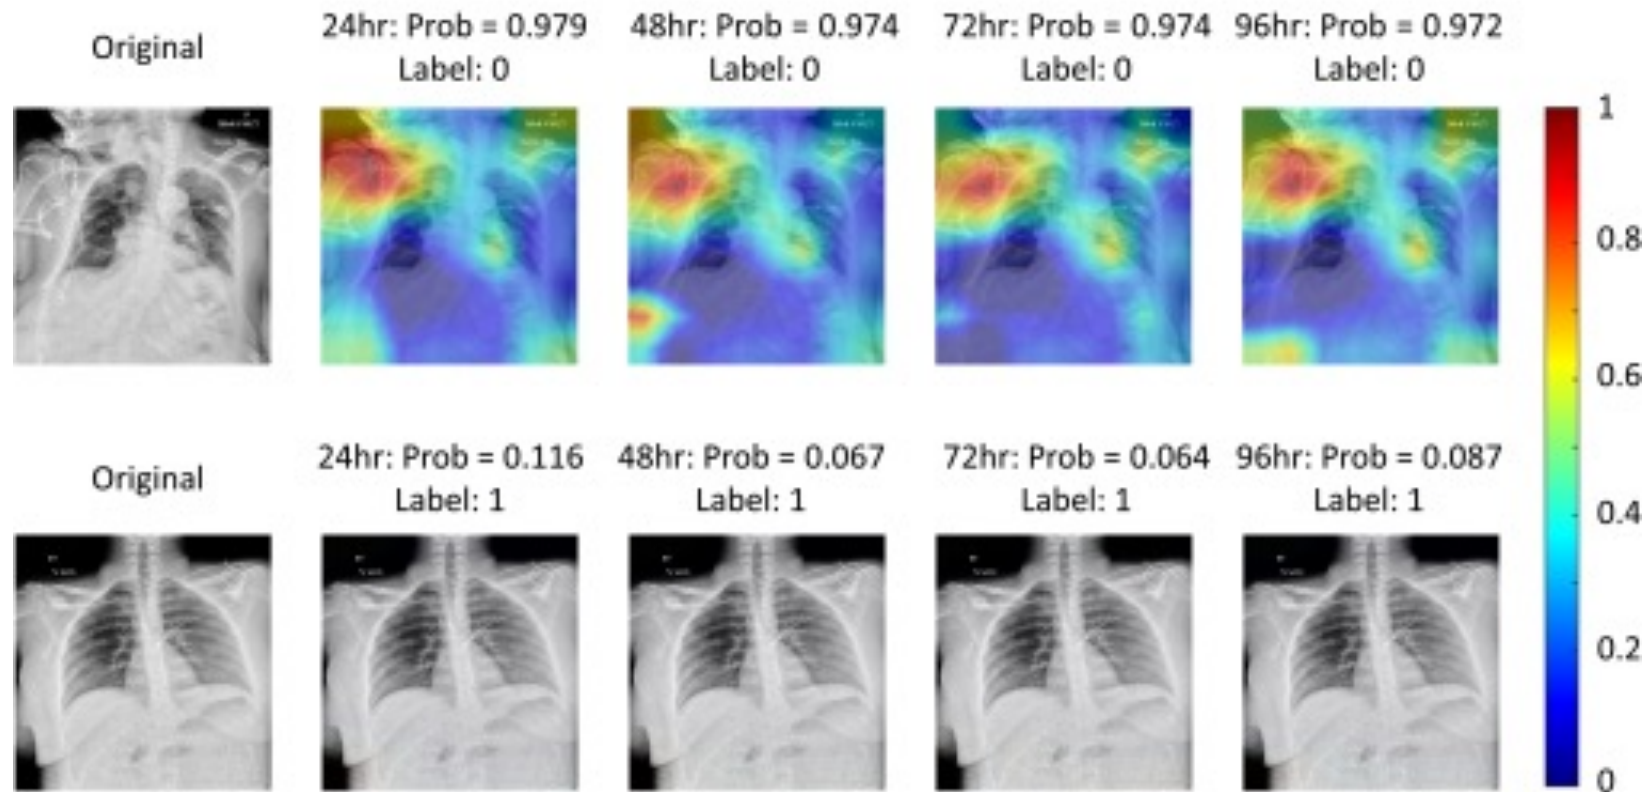 Original
24hr: Prob = 0.979
Label: 0
48hr: Prob = 0.974
Label: 0
72hr: Prob = 0.974
Label: 0
96hr: Prob = 0.972
Label: 0
1
0.8
0.6
0.4
0.2
0
Original
24hr: Prob = 0.116
Label: 1
48hr: Prob = 0.067
Label: 1
72hr: Prob = 0.064
Label: 1
96hr: Prob = 0.087
Label: 1